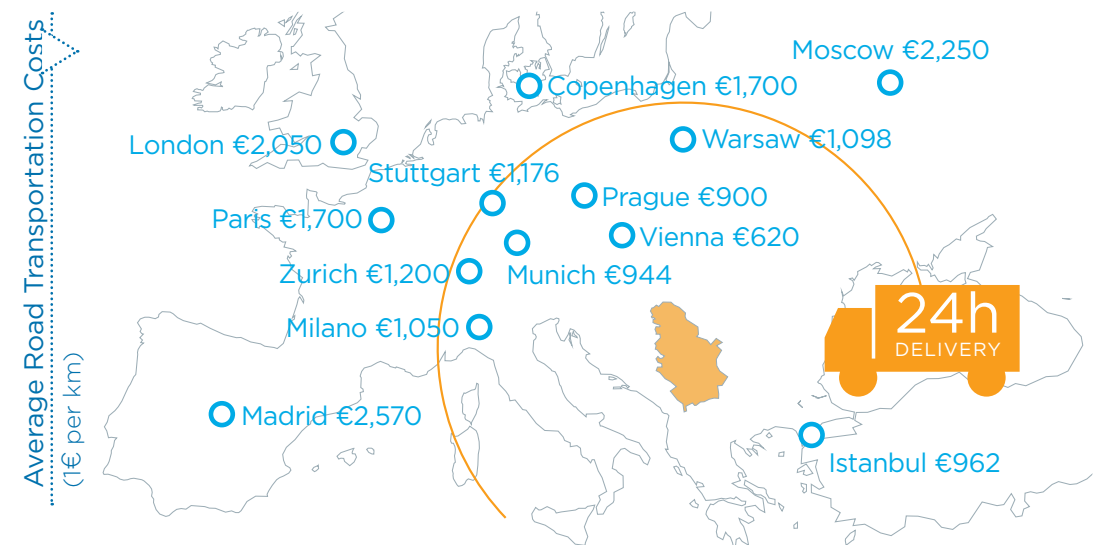 Average Road Transportation Costs
(1€ per km)
Moscow €2,250
Copenhagen €1,700
London €2,050
Warsaw €1,098
Stuttgart €1,176
Prague €900
Paris €1,700
Vienna €620
Zurich €1,200
Munich €944
Milano €1,050
24h
DELIVERY
Madrid €2,570
Istanbul €962